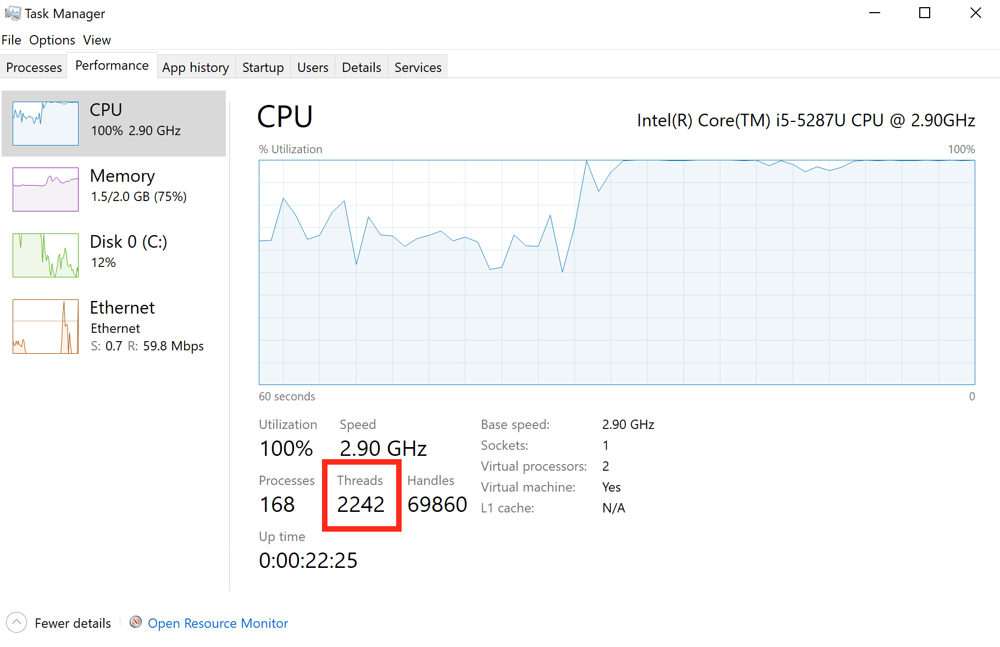 Task Manager
File Options View
Processes Performance App history Startup Users Details Services
CPU
100% 2.90 GHz
Memory
1.5/2.0 GB (75%)
Disk 0 (C:)
12%
Ethernet
Ethernet
S: 0.7 R: 59.8 Mbps
CPU
Intel(R) Core(TM) i5-5287U CPU @ 2.90GHz
% Utilization 100%
60 seconds 0
Utilization Speed
100% 2.90 GHz
Processes Threads Handles
168 2242 69860
Up time
0:00:22:25
Base speed: 2.90 GHz
Sockets: 1
Virtual processors: 2
Virtual machine: Yes
L1 cache: N/A
Fewer details Open Resource Monitor